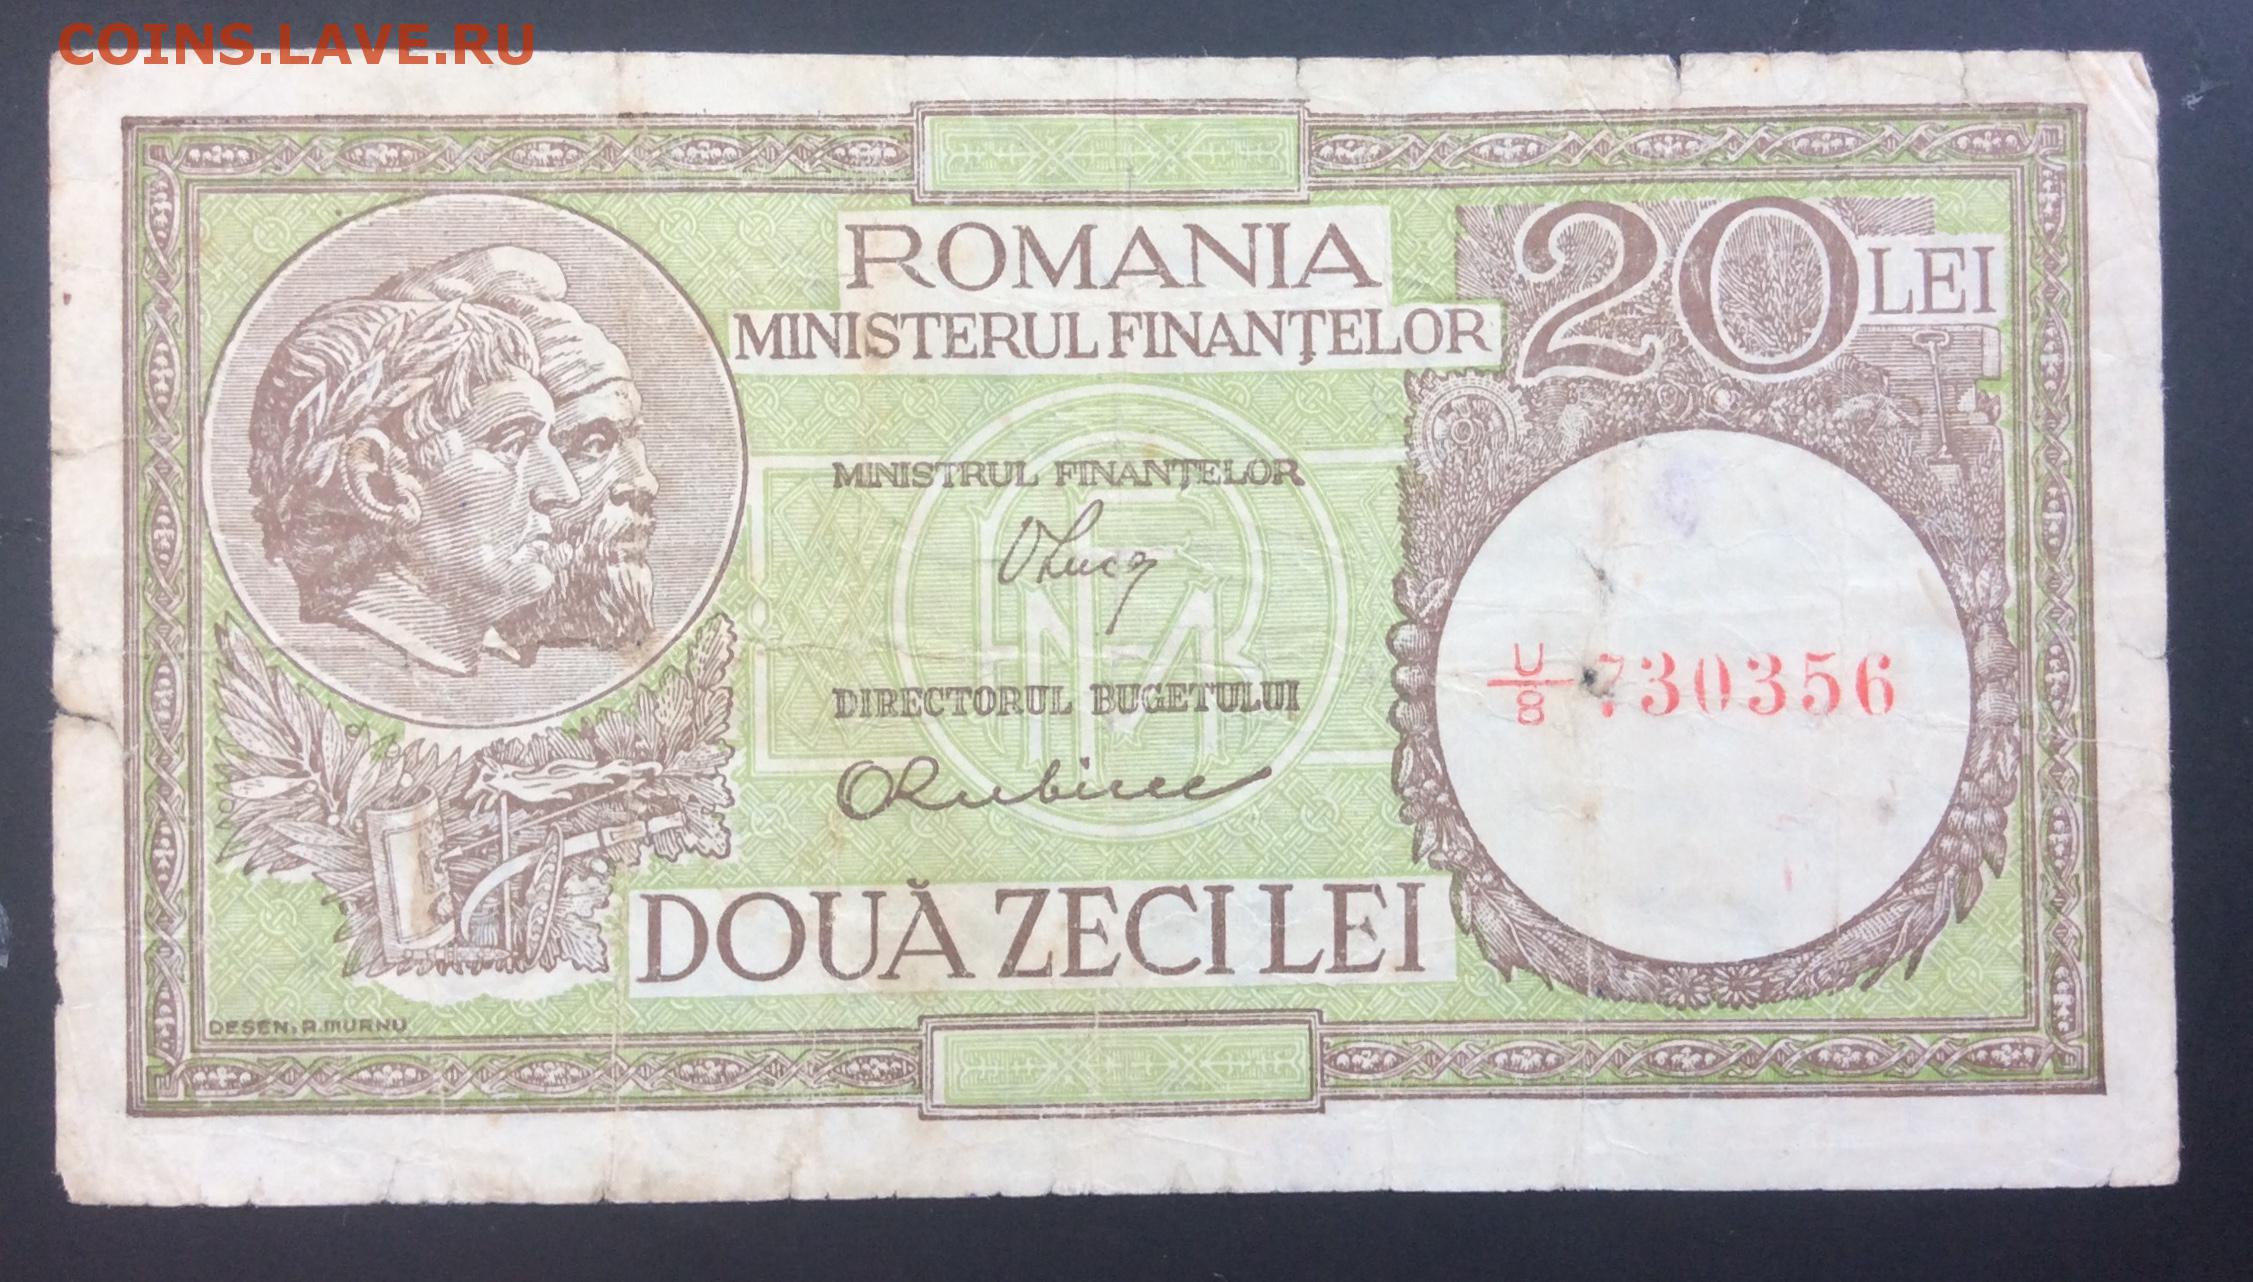 COINS.LAVE.RU
ROMANIA
20 LEI
MINISTERUL FINANȚELOR
MINISTRUL FINANȚELOR
V Luca
U/8 730356
DIRECTORUL BUGETULUI
DOUĂ ZECI LEI
DESEN, A. MURNU